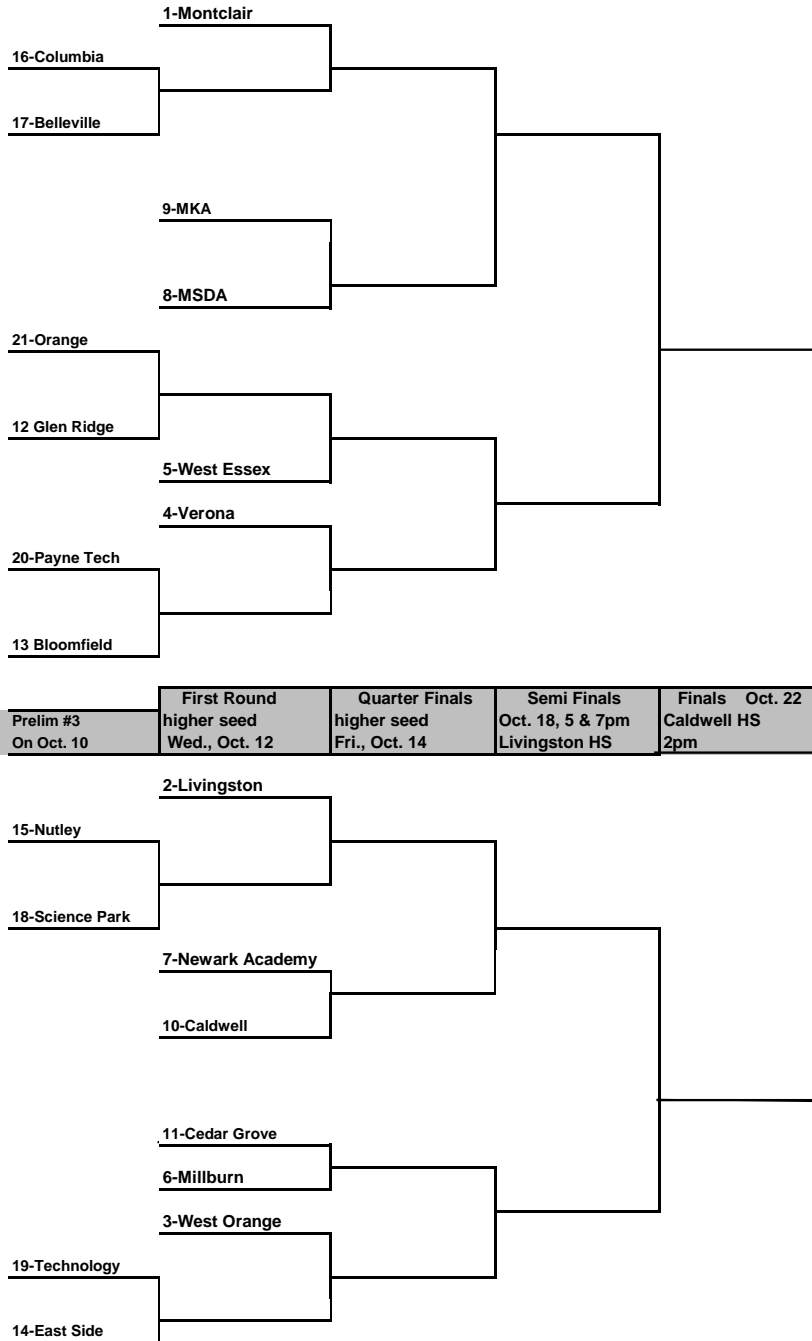 1-Montclair
16-Columbia
17-Belleville
9-MKA
8-MSDA
21-Orange
12 Glen Ridge
5-West Essex
4-Verona
20-Payne Tech
13 Bloomfield
First Round Quarter Finals Semi Finals Finals Oct. 22
Prelim #3 higher seed higher seed Oct. 18, 5 & 7pm Caldwell HS
On Oct. 10 Wed., Oct. 12 Fri., Oct. 14 Livingston HS 2pm
2-Livingston
15-Nutley
18-Science Park
7-Newark Academy
10-Caldwell
11-Cedar Grove
6-Millburn
3-West Orange
19-Technology
14-East Side